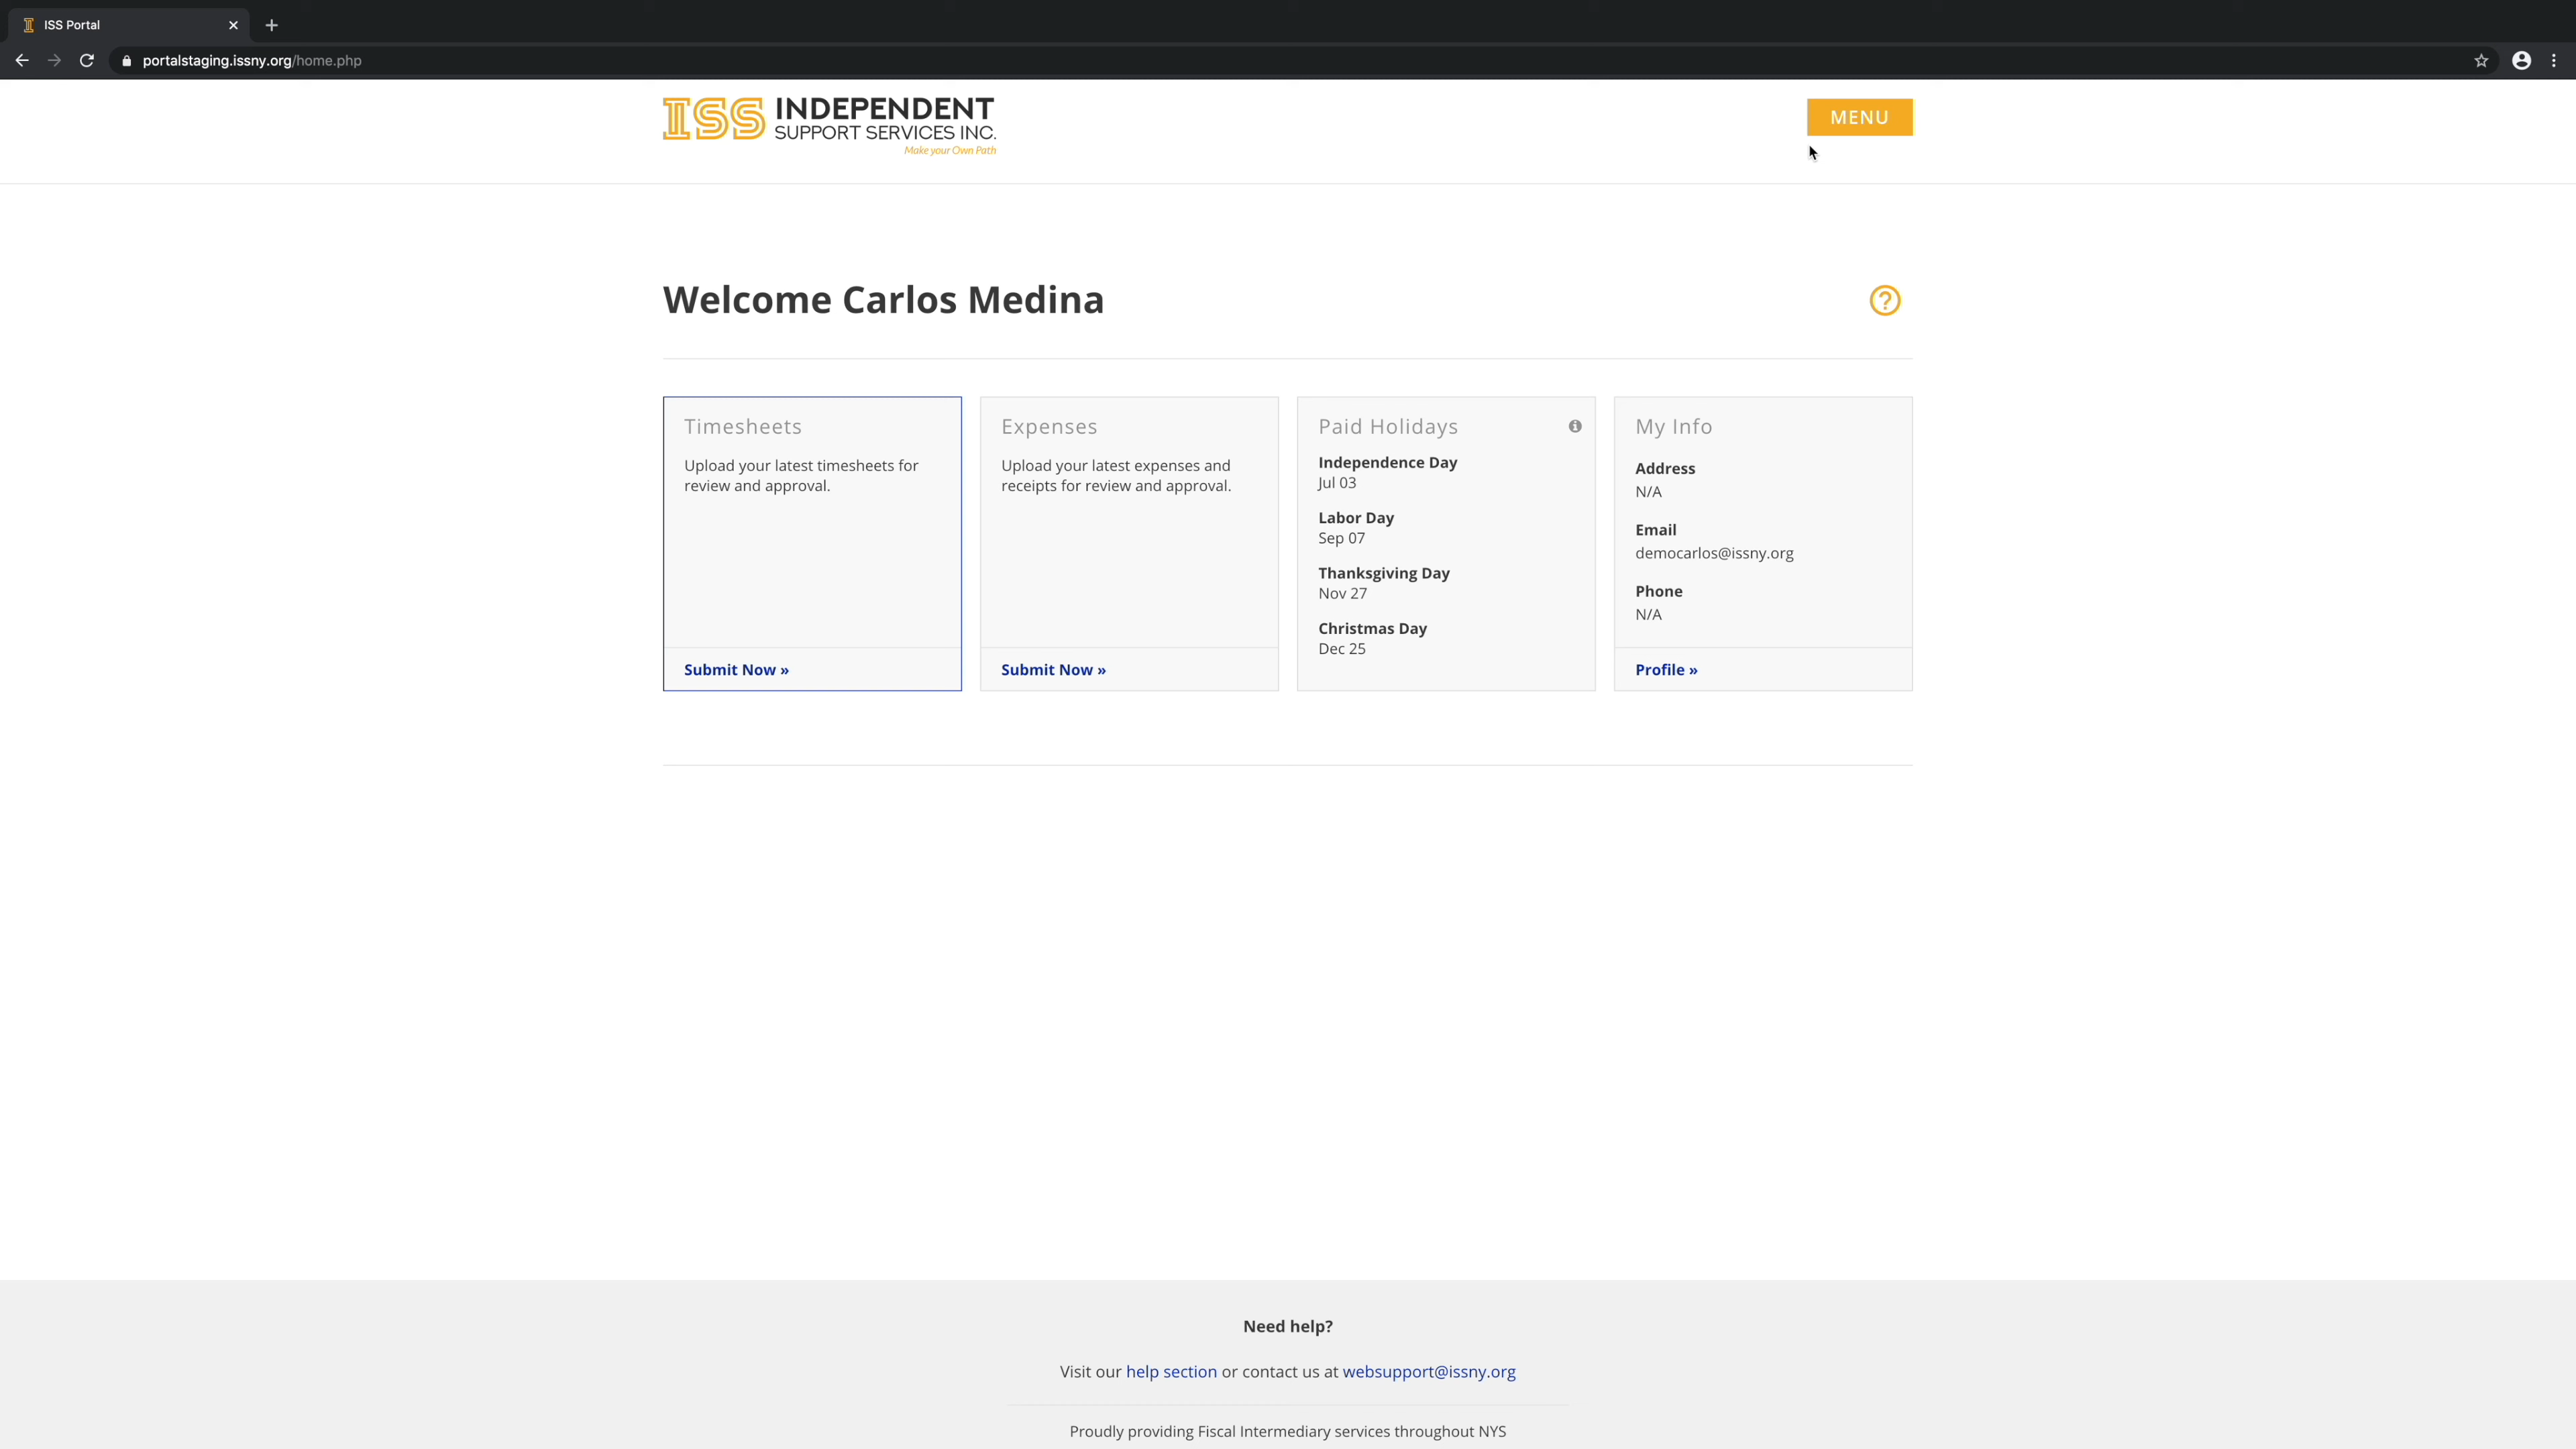 ISS Portal
portalstaging.issny.org/home.php
ISS INDEPENDENT
SUPPORT SERVICES INC.
Make your Own Path
MENU
Welcome Carlos Medina
Timesheets
Upload your latest timesheets for
review and approval.
Submit Now »
Expenses
Upload your latest expenses and
receipts for review and approval.
Submit Now »
Paid Holidays
Independence Day
Jul 03
Labor Day
Sep 07
Thanksgiving Day
Nov 27
Christmas Day
Dec 25
My Info
Address
N/A
Email
democarlos@issny.org
Phone
N/A
Profile »
Need help?
Visit our help section or contact us at websupport@issny.org
Proudly providing Fiscal Intermediary services throughout NYS